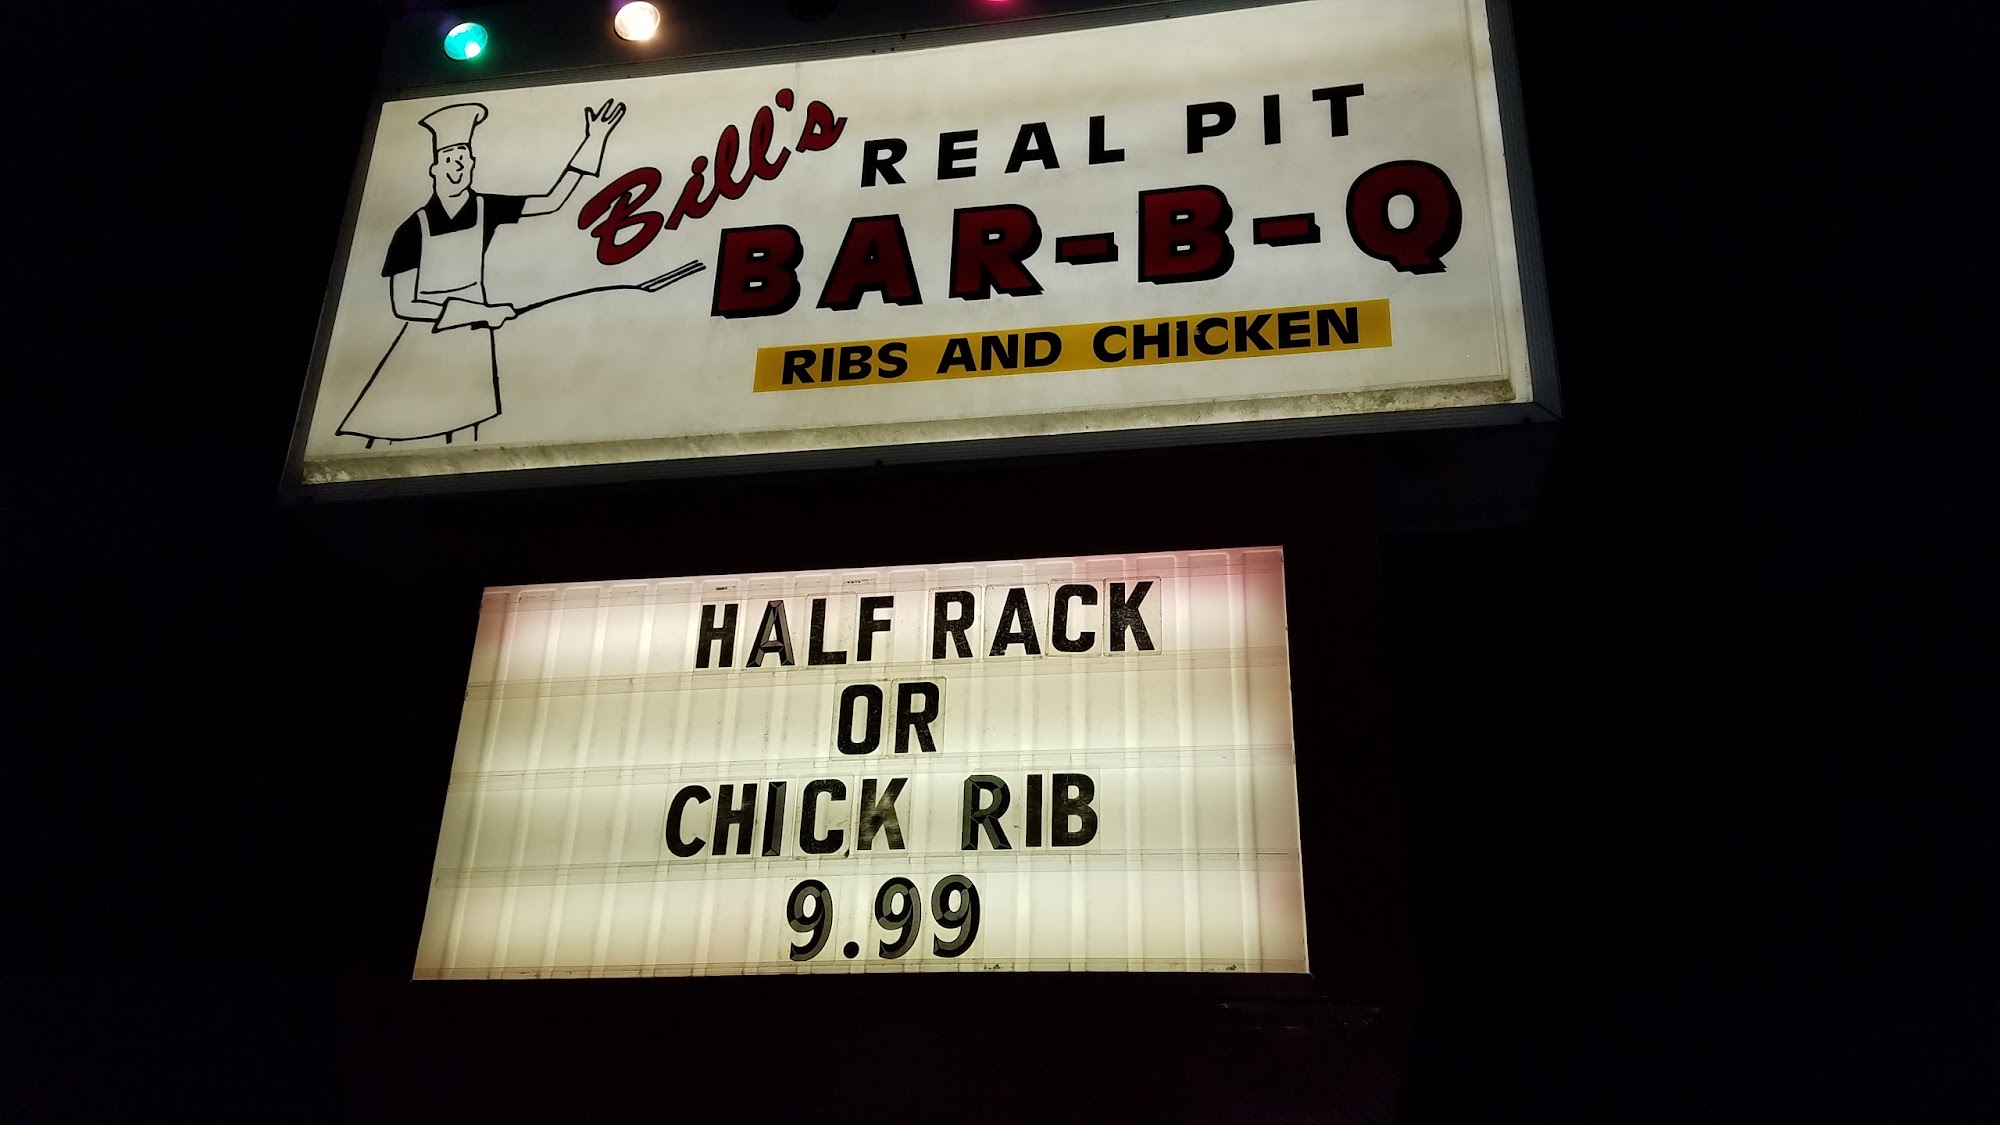 Bill's REAL PIT
BAR-B-Q
RIBS AND CHICKEN
HALF RACK
OR
CHICK RIB
9.99